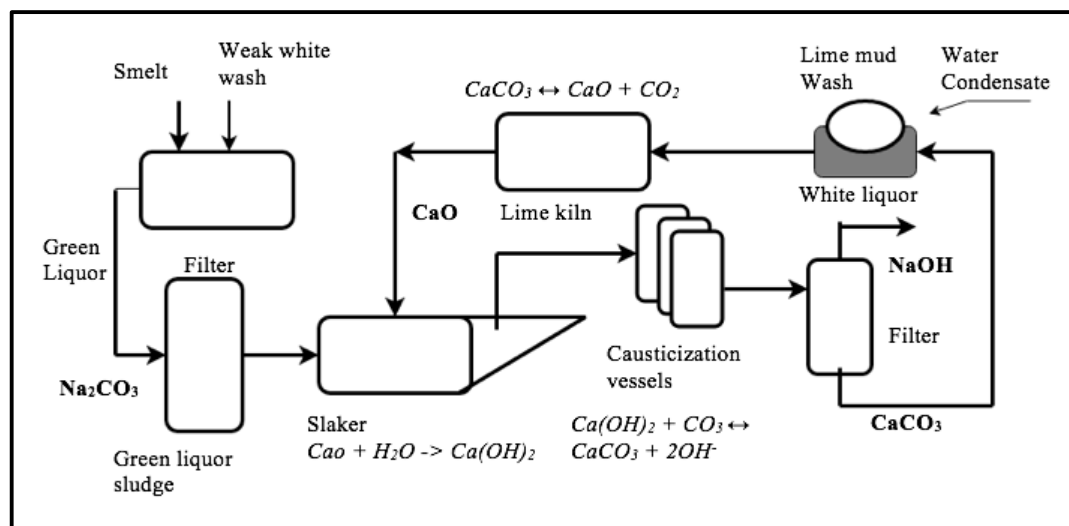 Smelt
Weak white
wash
CaCO₃ ↔ CaO + CO₂
Lime mud
Wash
Water
Condensate
Green
Liquor
CaO
Lime kiln
White liquor
Filter
NaOH
Na₂CO₃
Causticization
vessels
Filter
Slaker
Cao + H₂O -> Ca(OH)₂
Ca(OH)₂ + CO₃ ↔
CaCO₃ + 2OH⁻
CaCO₃
Green liquor
sludge